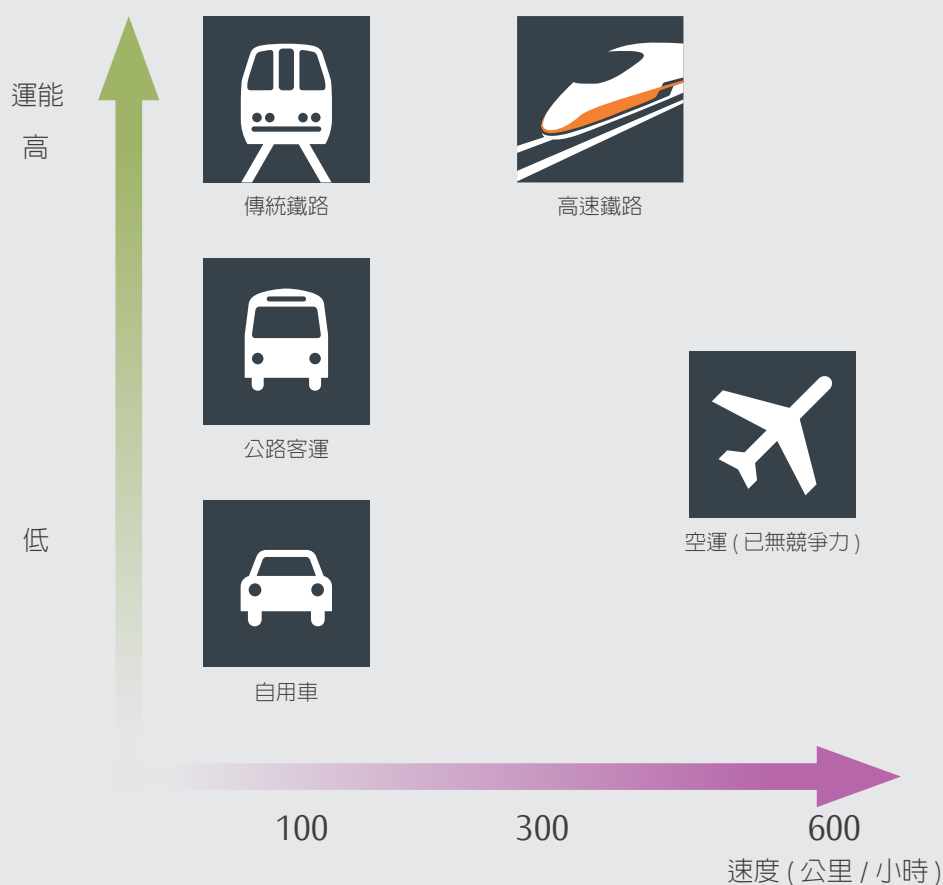 運能
高
傳統鐵路
高速鐵路
公路客運
低
空運 ( 已無競爭力 )
自用車
100
300
600
速度 ( 公里 / 小時 )